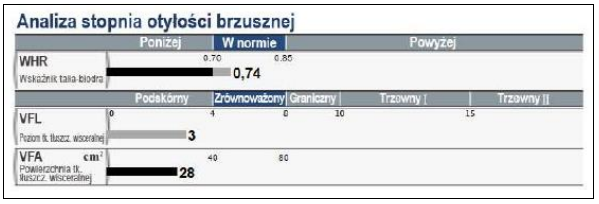 Analiza stopnia otyłości brzusznej
Poniżej W normie Powyżej
WHR 0.70 0.85
Wskaźnik talia-biodra 0,74
Podskórny Zrównoważony Graniczny Trzewny I Trzewny II
VFL 0 4 8 10 15
Poziom tk. tłuszcz. wisceralnej 3
VFA cm² 40 80
Powierzchnia tk.
tłuszcz. wisceralnej 28